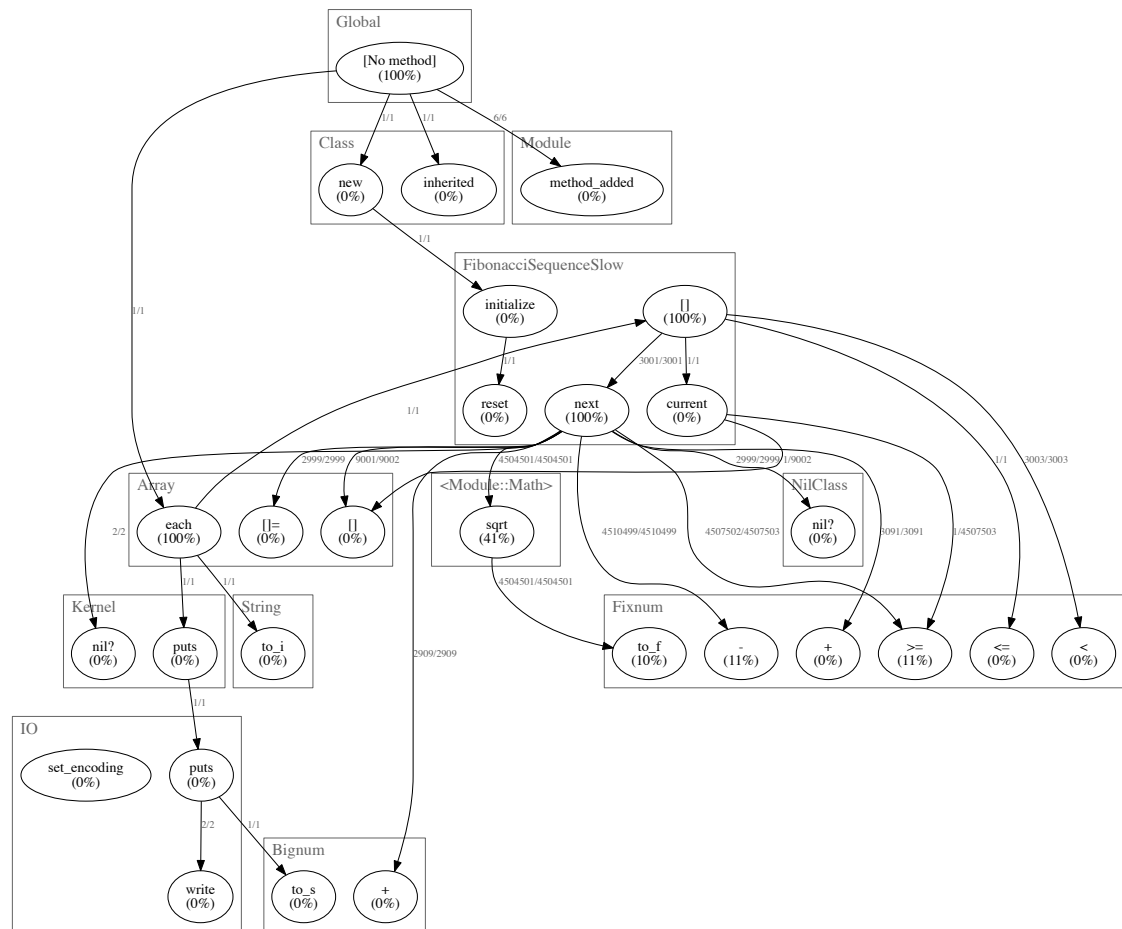 Global
[No method]
(100%)
1/1
1/1
6/6
Class
Module
new
(0%)
inherited
(0%)
method_added
(0%)
1/1
FibonacciSequenceSlow
initialize
(0%)
[]
(100%)
1/1
1/1
3001/3001
1/1
reset
(0%)
next
(100%)
current
(0%)
1/1
2999/2999
9001/9002
4504501/4504501
2999/2999
1/9002
1/1
3003/3003
Array
<Module::Math>
NilClass
each
(100%)
[]=
(0%)
[]
(0%)
sqrt
(41%)
nil?
(0%)
2/2
4510499/4510499
4507502/4507503
3091/3091
1/4507503
1/1
1/1
4504501/4504501
Kernel
String
Fixnum
nil?
(0%)
puts
(0%)
to_i
(0%)
to_f
(10%)
-
(11%)
+
(0%)
>=
(11%)
<=
(0%)
<
(0%)
2909/2909
1/1
IO
set_encoding
(0%)
puts
(0%)
2/2
1/1
Bignum
write
(0%)
to_s
(0%)
+
(0%)